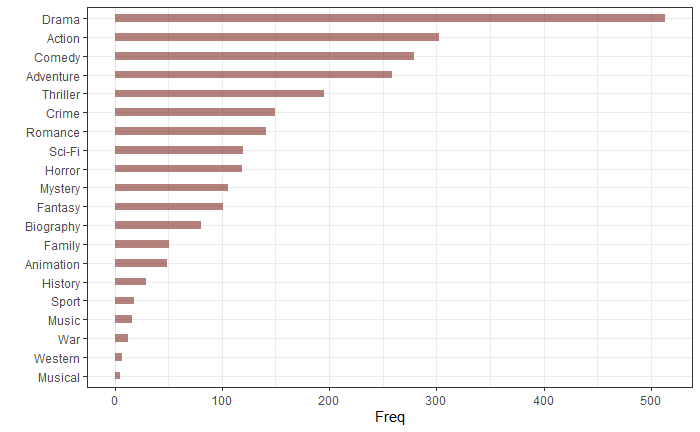 Drama
Action
Comedy
Adventure
Thriller
Crime
Romance
Sci-Fi
Horror
Mystery
Fantasy
Biography
Family
Animation
History
Sport
Music
War
Western
Musical
0 100 200 300 400 500
Freq